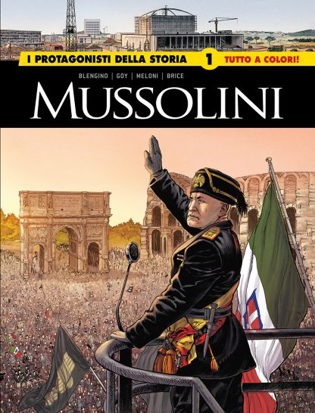 I PROTAGONISTI DELLA STORIA 1 TUTTO A COLORI!
BLENGINO | GOY | MELONI | BRICE
MUSSOLINI